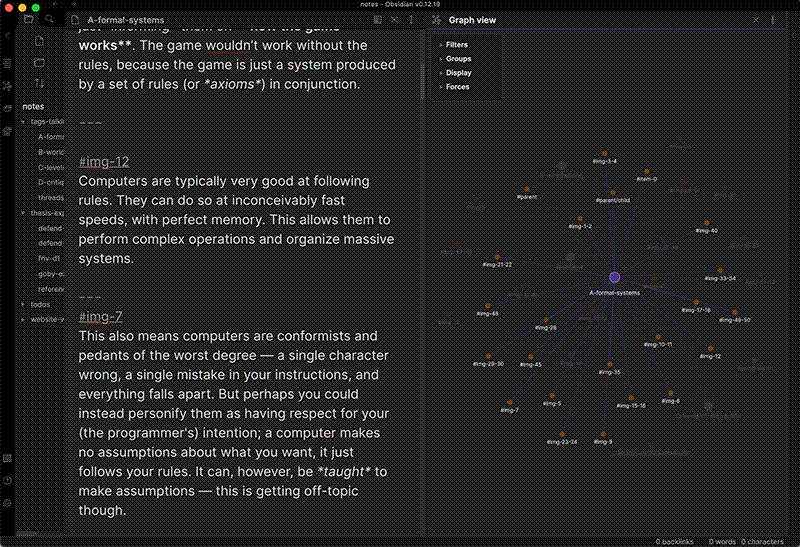 notes - Obsidian v0.12.19
A-formal-systems
works**. The game wouldn't work without the
rules, because the game is just a system produced
by a set of rules (or *axioms*) in conjunction.
---
#img-12
Computers are typically very good at following
rules. They can do so at inconceivably fast
speeds, with perfect memory. This allows them to
perform complex operations and organize massive
systems.
---
#img-7
This also means computers are conformists and
pedants of the worst degree — a single character
wrong, a single mistake in your instructions, and
everything falls apart. But perhaps you could
instead personify them as having respect for your
(the programmer's) intention; a computer makes
no assumptions about what you want, it just
follows your rules. It can, however, be *taught* to
make assumptions — this is getting off-topic
though.
notes
tags-talki
A-forma
B-world
C-level
D-critiq
threads
thesis-exp
defend-
defend-
friv-d1
goby-e
referenc
todos
website-w
Graph view
Filters
Groups
Display
Forces
#img-3-4
#item-0
#parent
#parent/child
#img-1-2
#img-40
#img-21-22
#img-33-34
A-formal-systems
#img-48
#img-17-18
#img-49-50
#img-26
#img-10-11
#img-12
#img-29-30
#img-45
#img-35
#img-7
#img-5
#img-15-16
#img-6
#img-23-24
#img-9
0 backlinks
0 words 0 characters